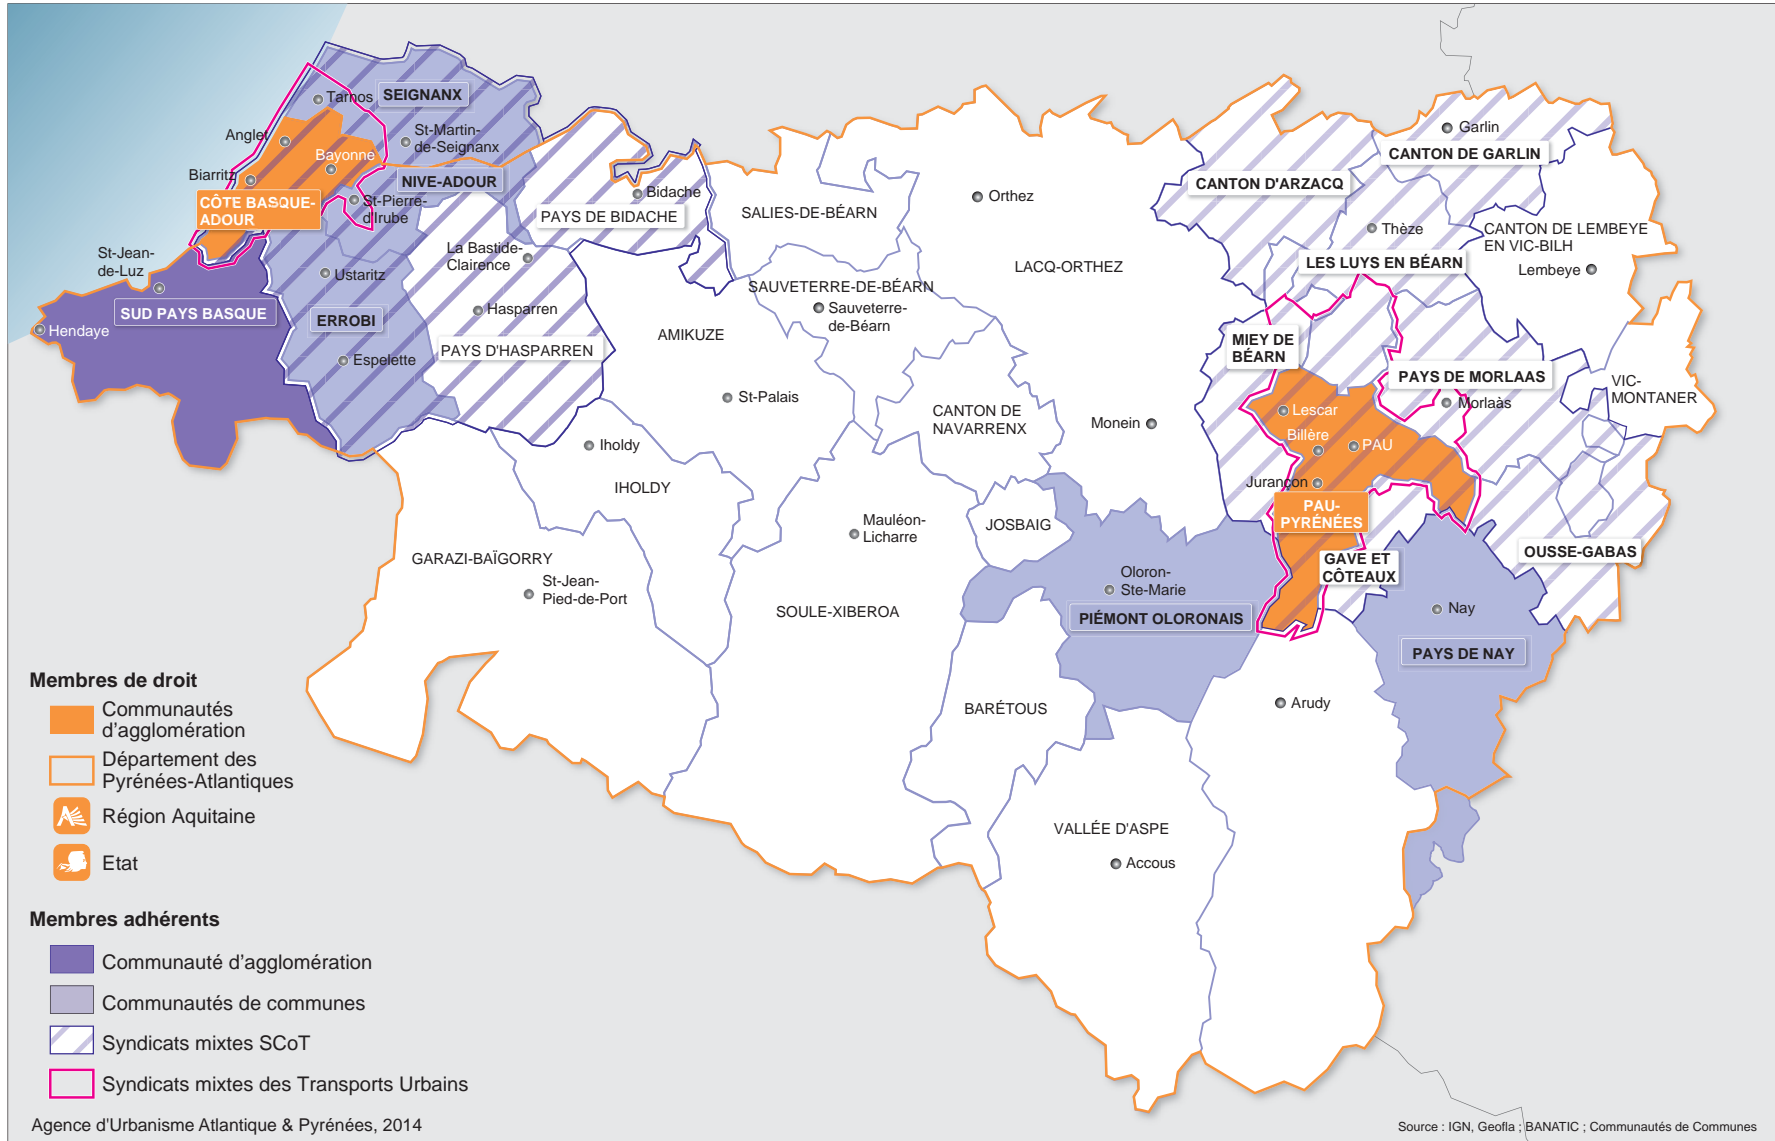 Tarnos
SEIGNANX
Anglet
St-Martin-
de-Seignanx
Bayonne
Biarritz
NIVE-ADOUR
CÔTE BASQUE-
ADOUR
St-Pierre-
d'Irube
Bidache
PAYS DE BIDACHE
St-Jean-
de-Luz
La Bastide-
Clairence
Ustaritz
SUD PAYS BASQUE
Hendaye
ERROBI
Hasparren
PAYS D'HASPARREN
Espelette
SALIES-DE-BÉARN
Orthez
LACQ-ORTHEZ
SAUVETERRE-DE-BÉARN
Sauveterre-
de-Béarn
AMIKUZE
St-Palais
CANTON DE
NAVARRENX
Monein
Iholdy
IHOLDY
Mauléon-
Licharre
JOSBAIG
GARAZI-BAÏGORRY
St-Jean-
Pied-de-Port
SOULE-XIBEROA
Oloron-
Ste-Marie
PIÉMONT OLORONAIS
BARÉTOUS
VALLÉE D'ASPE
Accous
Arudy
Garlin
CANTON DE GARLIN
CANTON D'ARZACQ
Thèze
CANTON DE LEMBEYE
EN VIC-BILH
Lembeye
LES LUYS EN BÉARN
MIEY DE
BÉARN
PAYS DE MORLAAS
Morlaàs
VIC-
MONTANER
Lescar
Billère
PAU
Jurançon
PAU-
PYRÉNÉES
GAVE ET
CÔTEAUX
OUSSE-GABAS
Nay
PAYS DE NAY
Membres de droit
Communautés
d'agglomération
Département des
Pyrénées-Atlantiques
Région Aquitaine
Etat
Membres adhérents
Communauté d'agglomération
Communautés de communes
Syndicats mixtes SCoT
Syndicats mixtes des Transports Urbains
Agence d'Urbanisme Atlantique & Pyrénées, 2014
Source : IGN, Geofla ; BANATIC ; Communautés de Communes